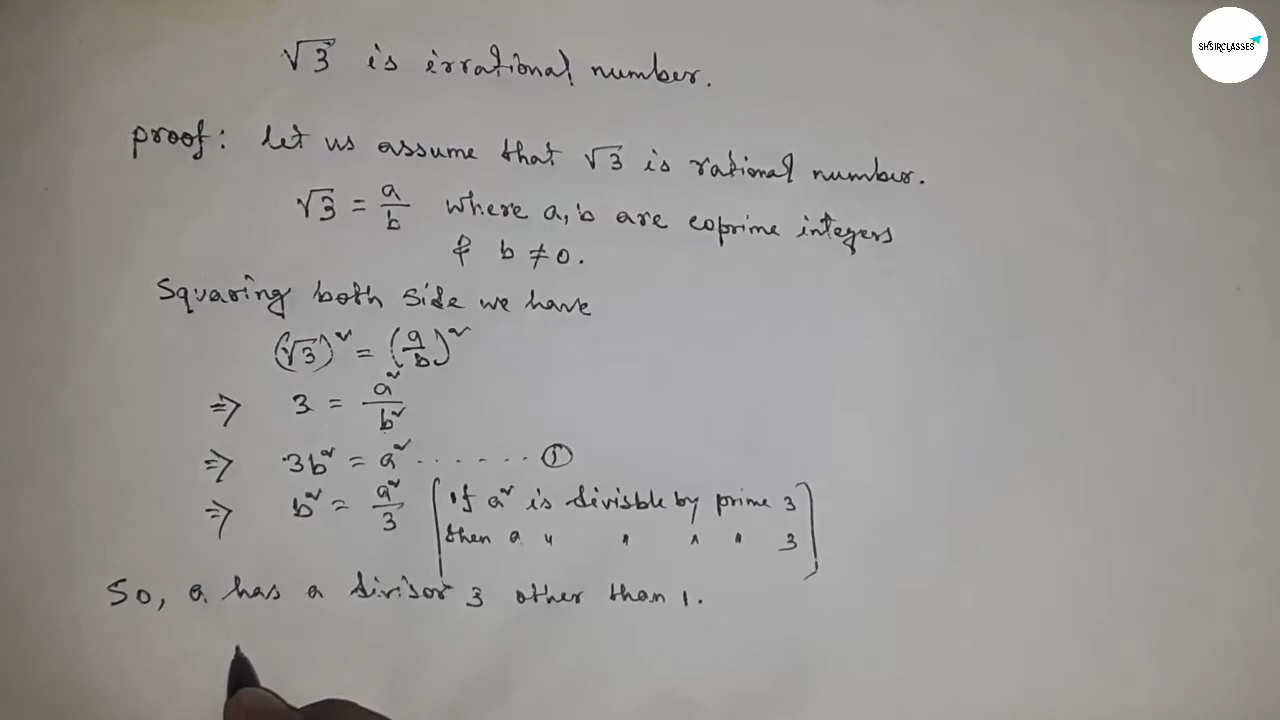 SHSIRCLASSES
√3 is irrational number.
proof: let us assume that √3 is rational number.
√3 = a/b where a, b are coprime integers
& b ≠ 0.
Squaring both side we have
(√3)² = (a/b)²
⇒ 3 = a²/b²
⇒ 3b² = a² ....... ①
⇒ b² = a²/3 [If a² is divisble by prime 3
then a " " " " 3]
So, a has a divisor 3 other than 1.